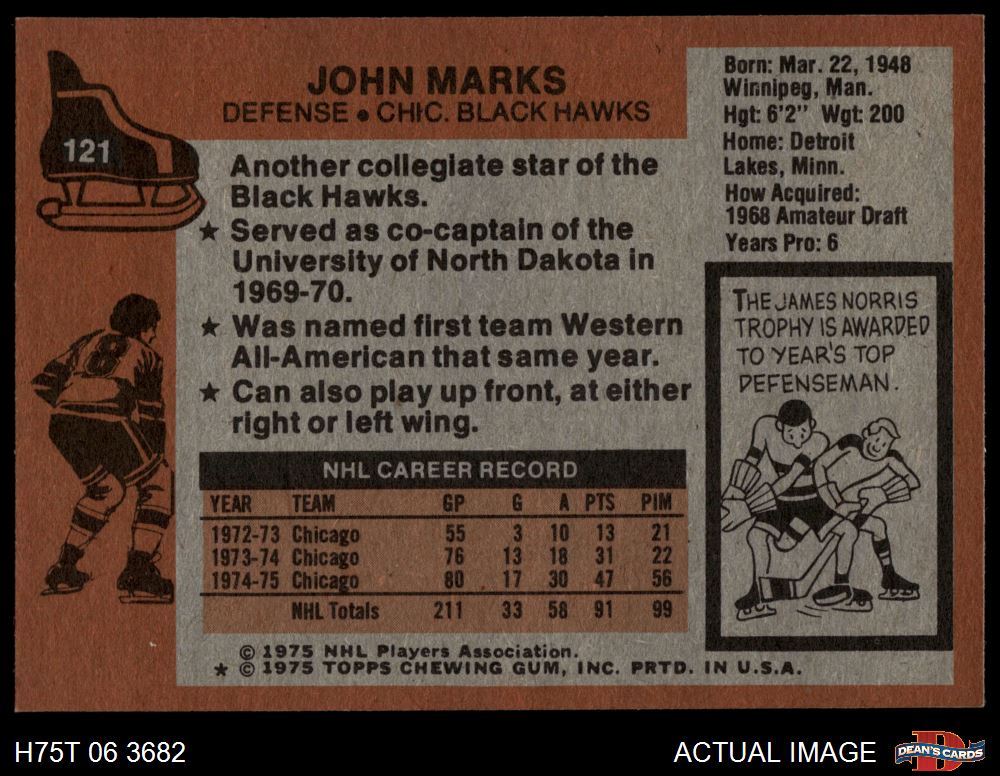 JOHN MARKS
DEFENSE • CHIC. BLACK HAWKS
121
Another collegiate star of the
Black Hawks.
★ Served as co-captain of the
University of North Dakota in
1969-70.
★ Was named first team Western
All-American that same year.
★ Can also play up front, at either
right or left wing.
Born: Mar. 22, 1948
Winnipeg, Man.
Hgt: 6'2" Wgt: 200
Home: Detroit
Lakes, Minn.
How Acquired:
1968 Amateur Draft
Years Pro: 6
THE JAMES NORRIS
TROPHY IS AWARDED
TO YEAR'S TOP
DEFENSEMAN.
8
NHL CAREER RECORD
YEAR TEAM GP G A PTS PIM
1972-73 Chicago 55 3 10 13 21
1973-74 Chicago 76 13 18 31 22
1974-75 Chicago 80 17 30 47 56
NHL Totals 211 33 58 91 99
© 1975 NHL Players Association.
★ © 1975 TOPPS CHEWING GUM, INC. PRTD. IN U.S.A.
H75T 06 3682
ACTUAL IMAGE
D
DEAN'S CARDS